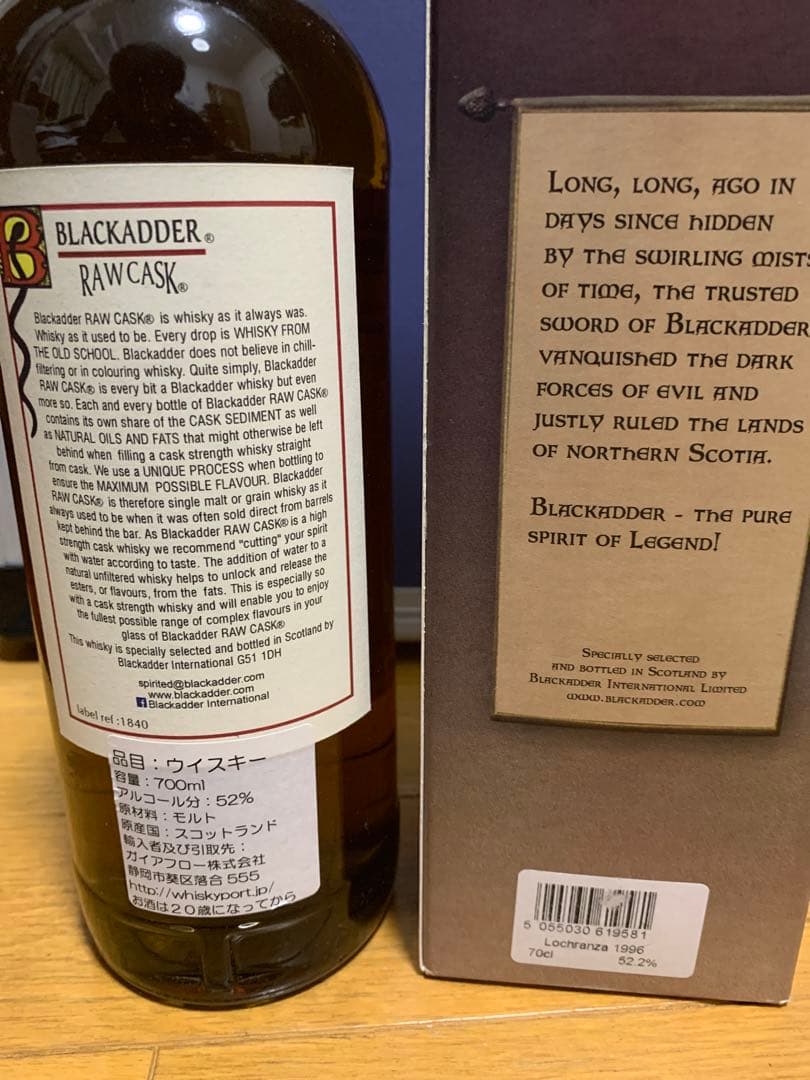 B
BLACKADDER®
RAW CASK®
Blackadder RAW CASK® is whisky as it always was.
Whisky as it used to be. Every drop is WHISKY FROM
THE OLD SCHOOL. Blackadder does not believe in chill-
filtering or in colouring whisky. Quite simply, Blackadder
RAW CASK® is every bit a Blackadder whisky but even
more so. Each and every bottle of Blackadder RAW CASK®
contains its own share of the CASK SEDIMENT as well
as NATURAL OILS AND FATS that might otherwise be left
behind when filling a cask strength whisky straight
from cask. We use a UNIQUE PROCESS when bottling to
ensure the MAXIMUM POSSIBLE FLAVOUR. Blackadder
RAW CASK® is therefore single malt or grain whisky as it
always used to be when it was often sold direct from barrels
kept behind the bar. As Blackadder RAW CASK® is a high
strength cask whisky we recommend "cutting" your spirit
with water according to taste. The addition of water to a
natural unfiltered whisky helps to unlock and release the
esters, or flavours, from the fats. This is especially so
with a cask strength whisky and will enable you to enjoy
the fullest possible range of complex flavours in your
glass of Blackadder RAW CASK®
This whisky is specially selected and bottled in Scotland by
Blackadder International G51 1DH
spirited@blackadder.com
www.blackadder.com
f Blackadder International
label ref :1840
品目：ウイスキー
容量：700ml
アルコール分：52%
原材料：モルト
原産国：スコットランド
輸入者及び引取先：
ガイアフロー株式会社
静岡市葵区落合 555
http://whiskyport.jp/
お酒は２０歳になってから
LONG, LONG, AGO IN
DAYS SINCE HIDDEN
BY THE SWIRLING MISTS
OF TIME, THE TRUSTED
SWORD OF BLACKADDER
VANQUISHED THE DARK
FORCES OF EVIL AND
JUSTLY RULED THE LANDS
OF NORTHERN SCOTIA.
BLACKADDER - THE PURE
SPIRIT OF LEGEND!
SPECIALLY SELECTED
AND BOTTLED IN SCOTLAND BY
BLACKADDER INTERNATIONAL LIMITED
WWW.BLACKADDER.COM
5 055030 619581
Lochranza 1996
70cl 52.2%